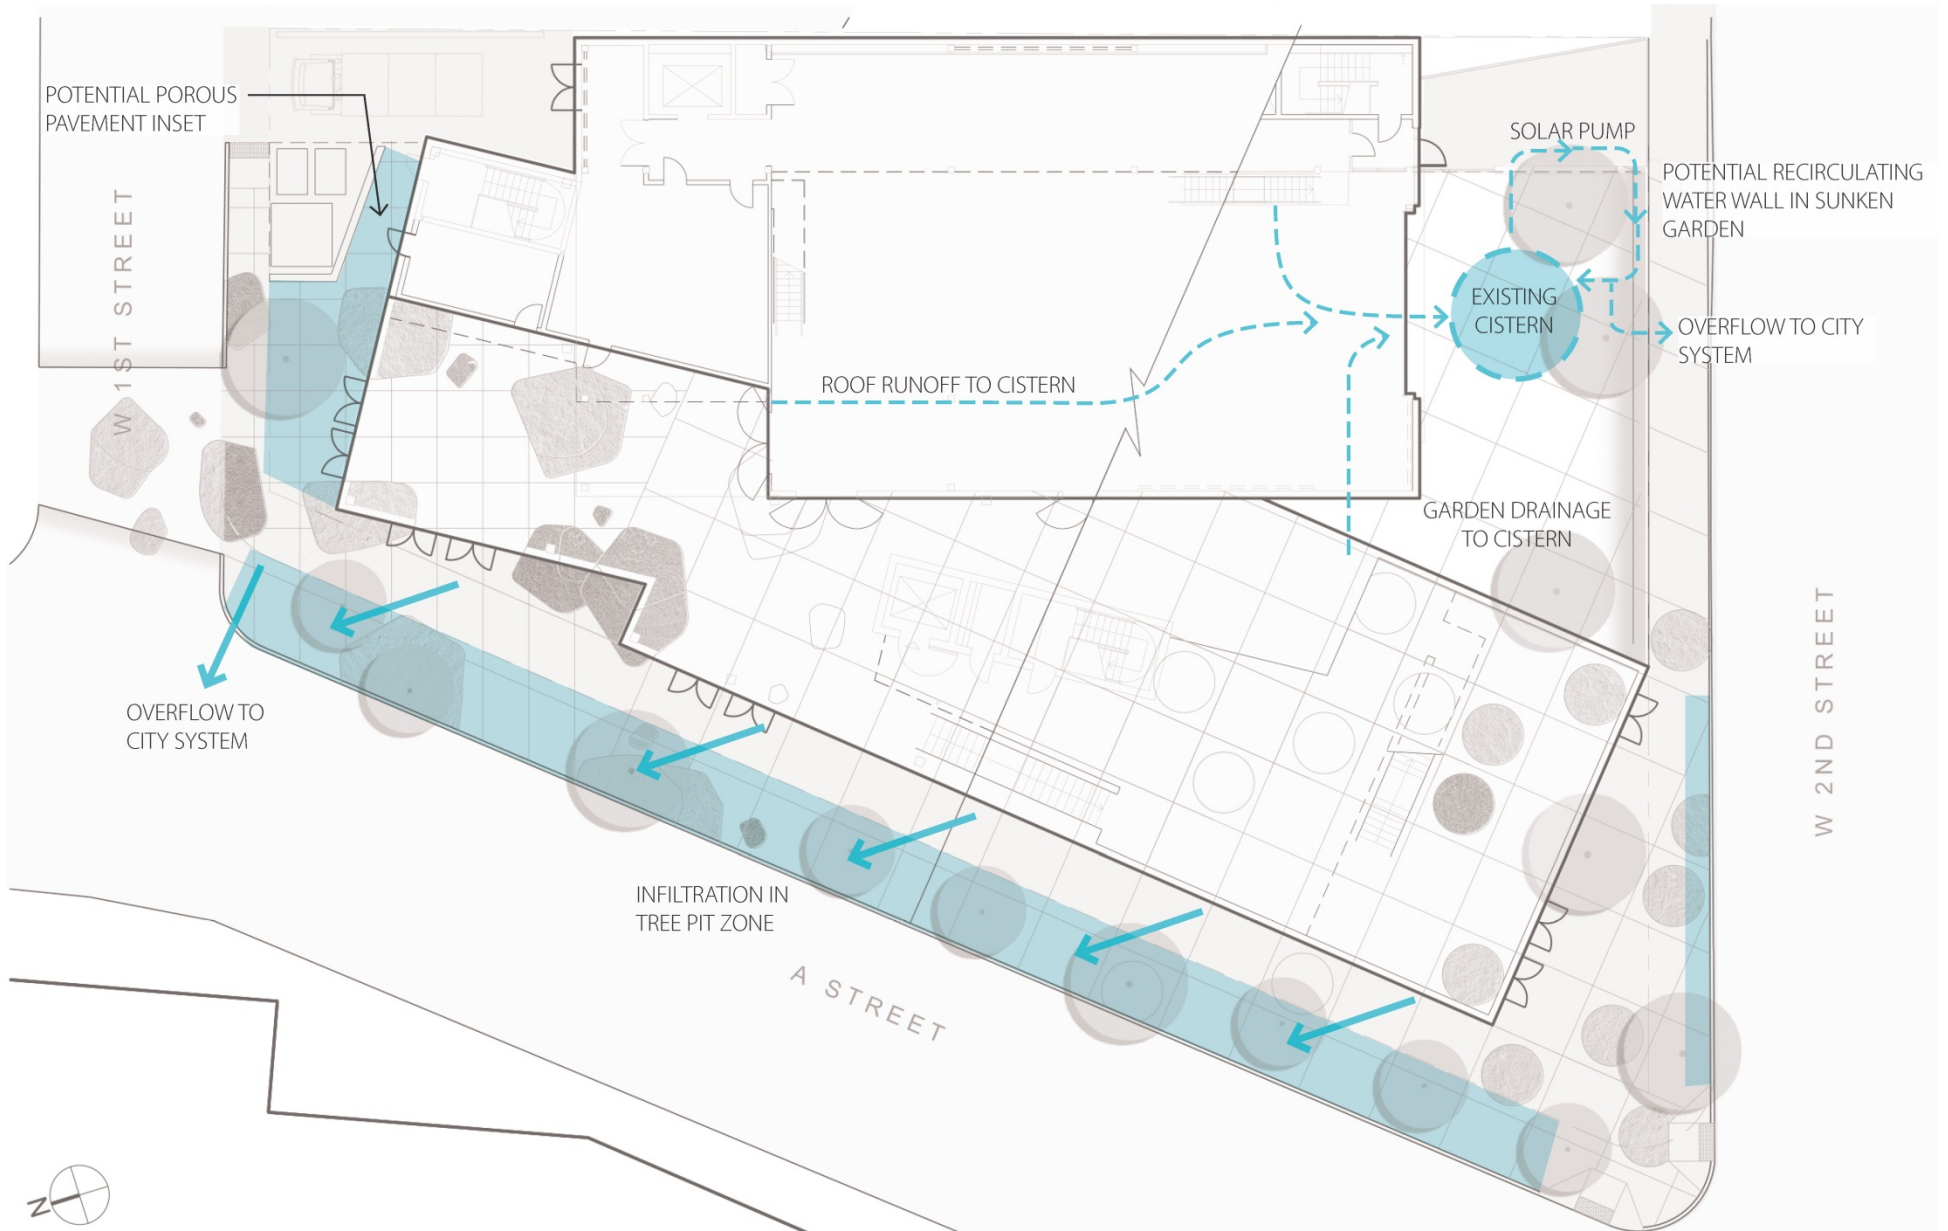 POTENTIAL POROUS
PAVEMENT INSET
SOLAR PUMP
POTENTIAL RECIRCULATING
WATER WALL IN SUNKEN
GARDEN
W 1ST STREET
EXISTING
CISTERN
OVERFLOW TO CITY
SYSTEM
ROOF RUNOFF TO CISTERN
GARDEN DRAINAGE
TO CISTERN
OVERFLOW TO
CITY SYSTEM
W 2ND STREET
INFILTRATION IN
TREE PIT ZONE
A STREET
N